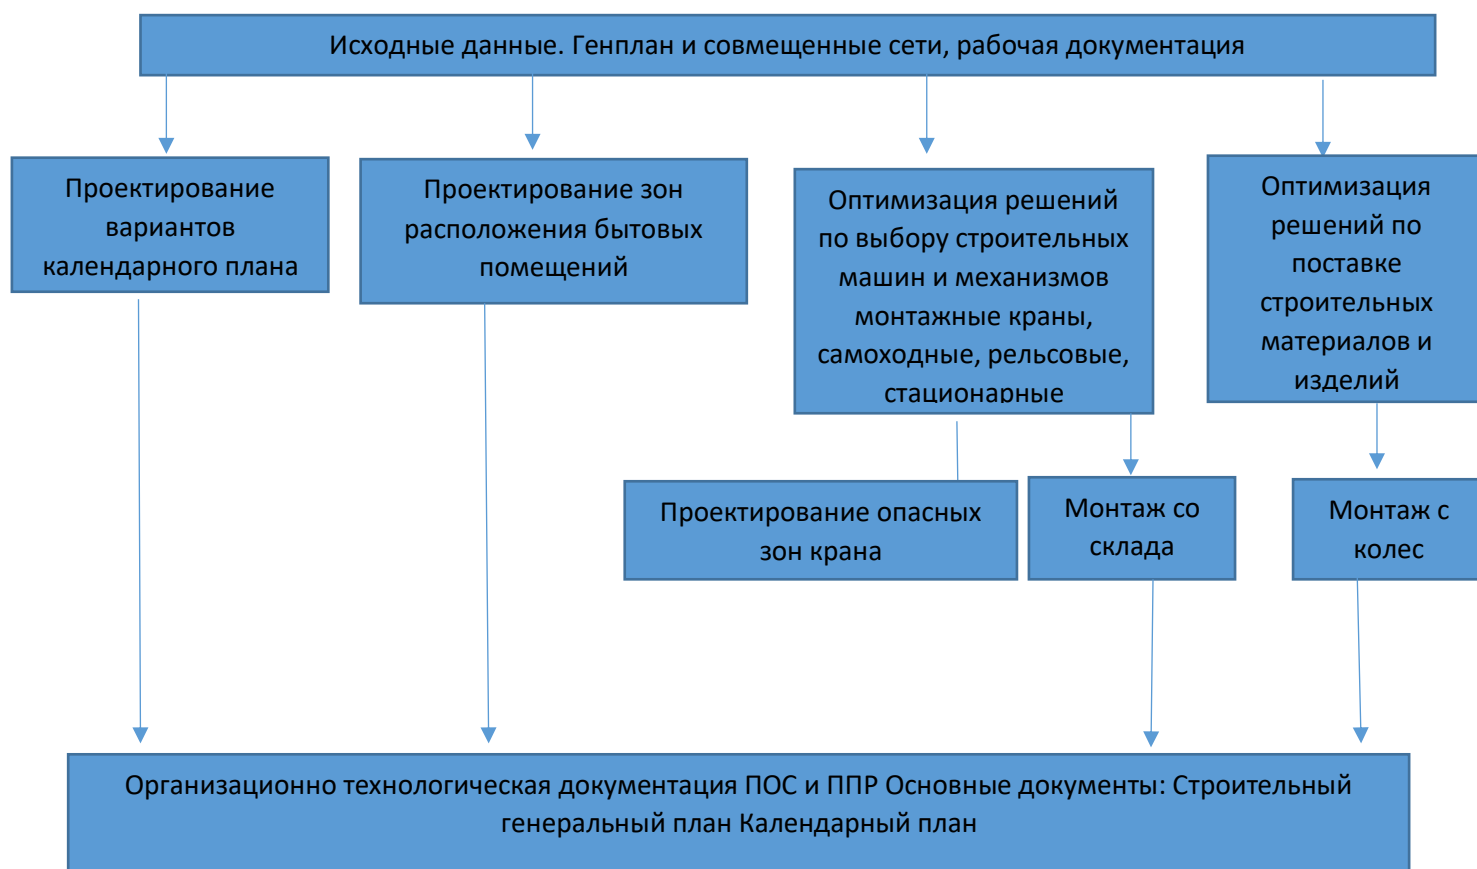 Исходные данные. Генплан и совмещенные сети, рабочая документация
Проектирование
вариантов
календарного плана
Проектирование зон
расположения бытовых
помещений
Оптимизация решений
по выбору строительных
машин и механизмов
монтажные краны,
самоходные, рельсовые,
стационарные
Оптимизация
решений по
поставке
строительных
материалов и
изделий
Проектирование опасных
зон крана
Монтаж со
склада
Монтаж с
колес
Организационно технологическая документация ПОС и ППР Основные документы: Строительный
генеральный план Календарный план